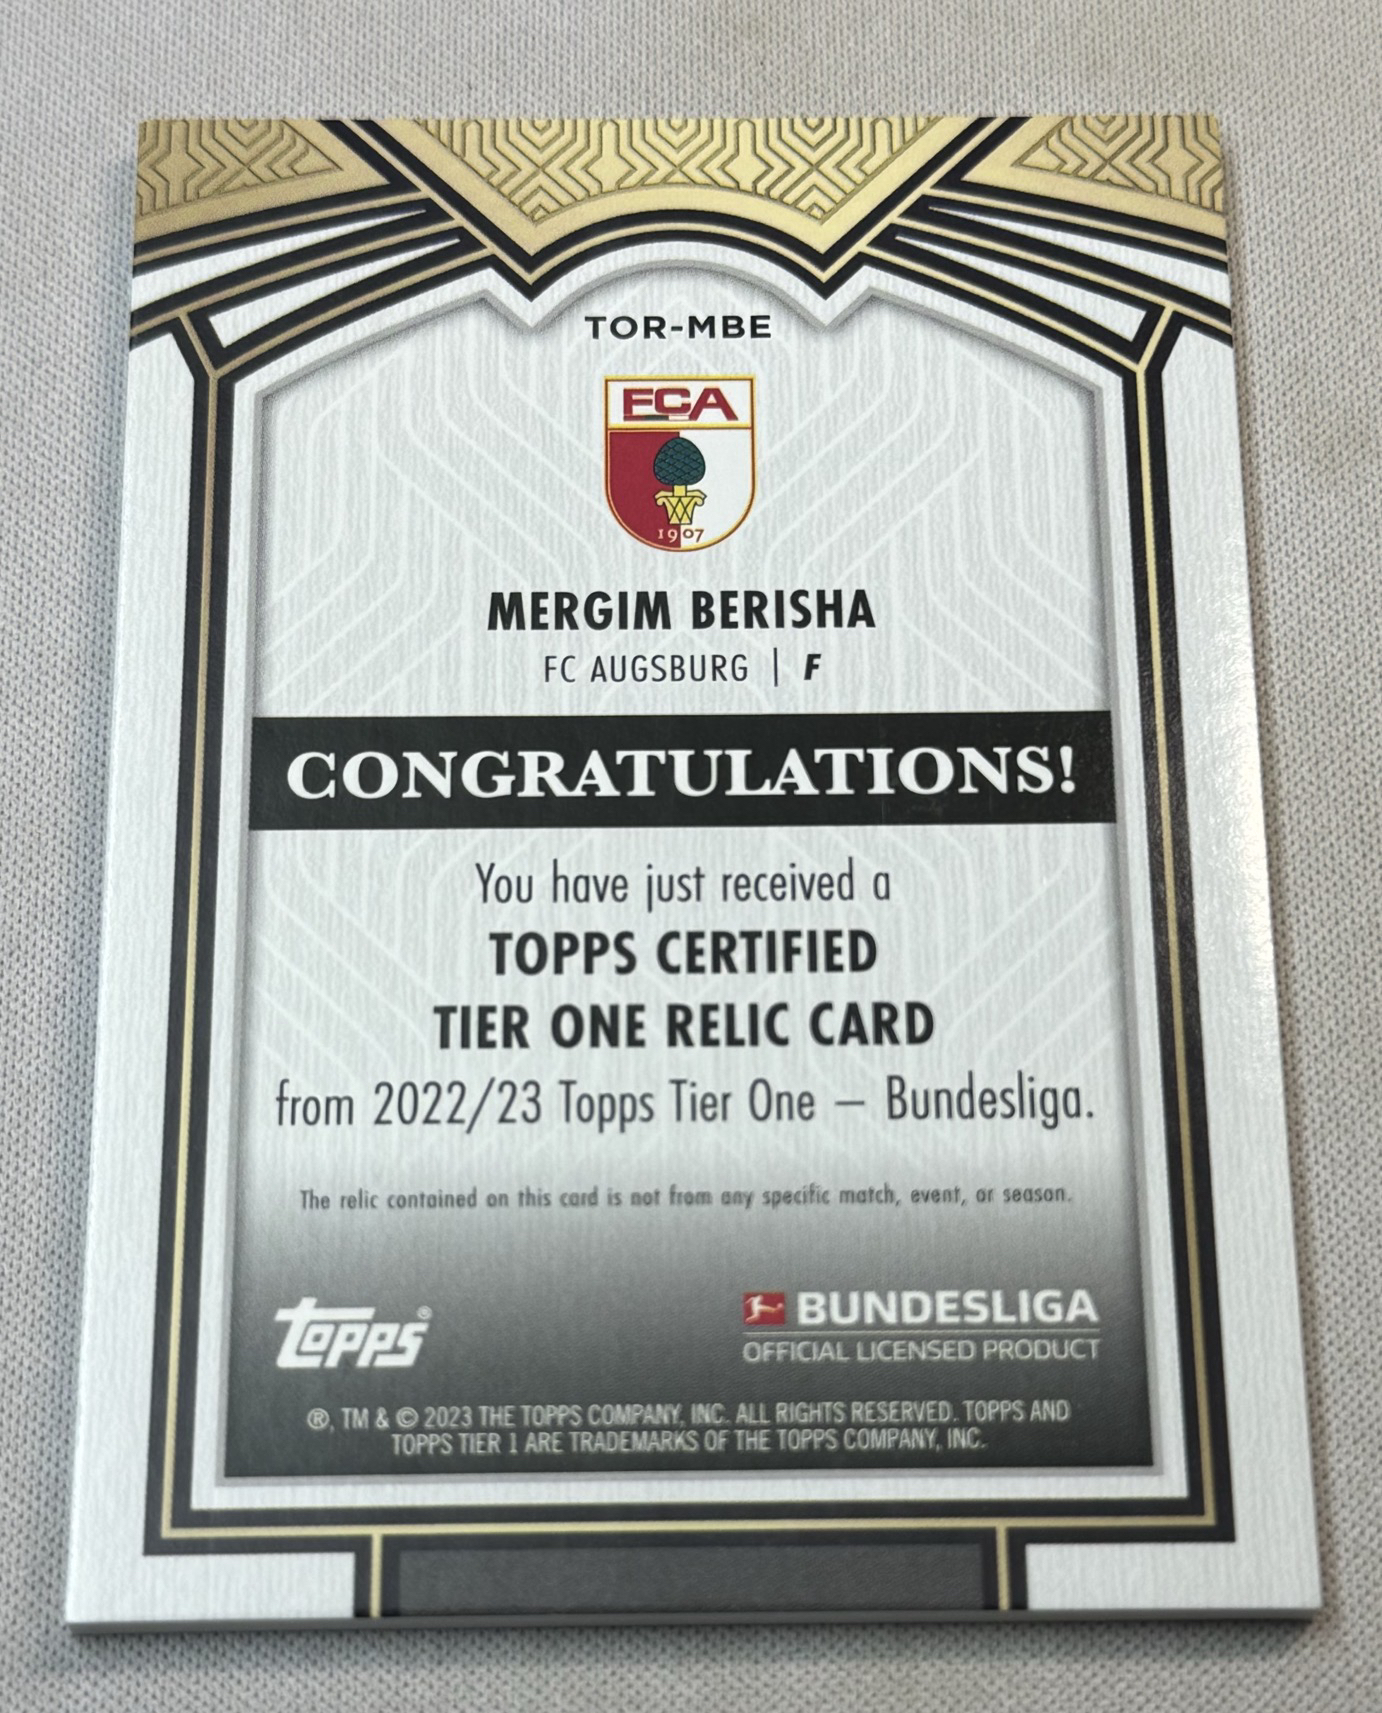 TOR-MBE
FCA
1907
MERGIM BERISHA
FC AUGSBURG | F
CONGRATULATIONS!
You have just received a
TOPPS CERTIFIED
TIER ONE RELIC CARD
from 2022/23 Topps Tier One – Bundesliga.
The relic contained on this card is not from any specific match, event, or season.
Topps®
BUNDESLIGA
OFFICIAL LICENSED PRODUCT
®, TM & © 2023 THE TOPPS COMPANY, INC. ALL RIGHTS RESERVED. TOPPS AND
TOPPS TIER 1 ARE TRADEMARKS OF THE TOPPS COMPANY, INC.